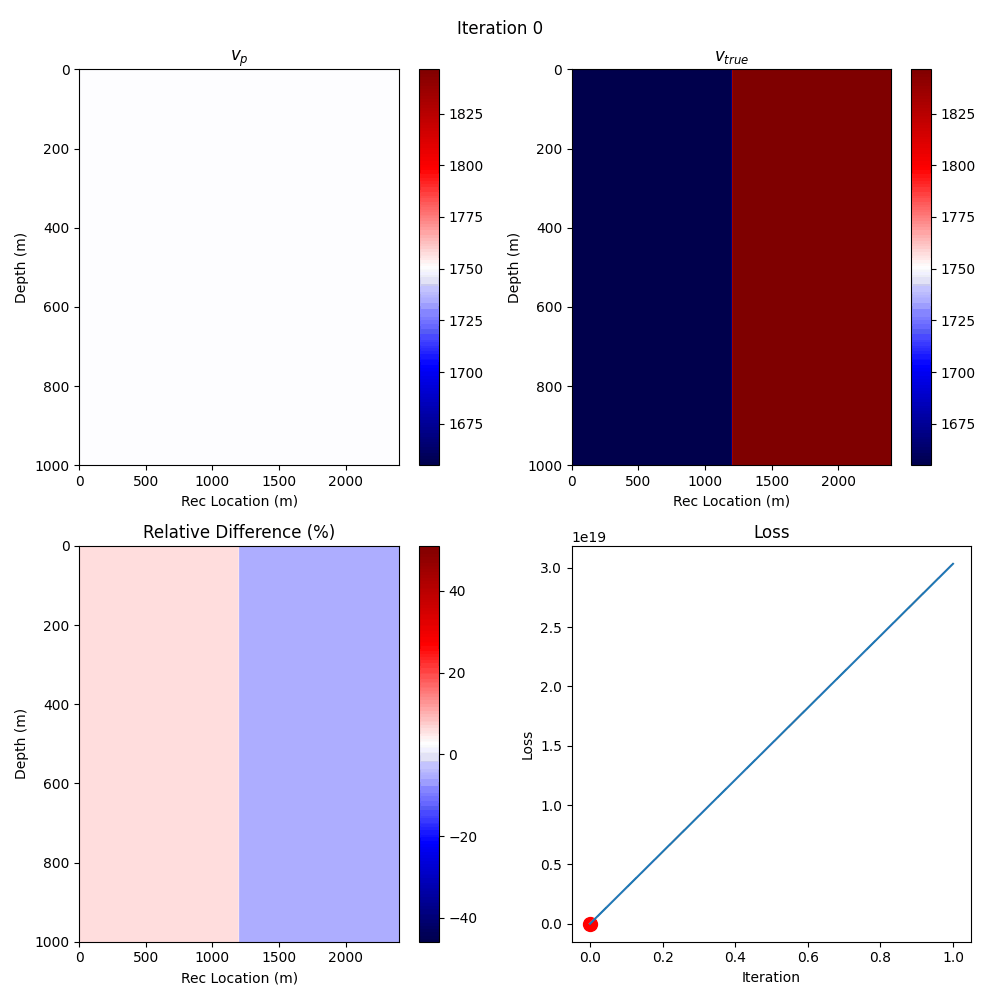 Iteration 0
v_p
0
200
400
600
800
1000
Depth (m)
0 500 1000 1500 2000
Rec Location (m)
1825
1800
1775
1750
1725
1700
1675
v_true
0
200
400
600
800
1000
Depth (m)
0 500 1000 1500 2000
Rec Location (m)
1825
1800
1775
1750
1725
1700
1675
Relative Difference (%)
0
200
400
600
800
1000
Depth (m)
0 500 1000 1500 2000
Rec Location (m)
40
20
0
−20
−40
Loss
1e19
3.0
2.5
2.0
1.5
1.0
0.5
0.0
Loss
0.0 0.2 0.4 0.6 0.8 1.0
Iteration